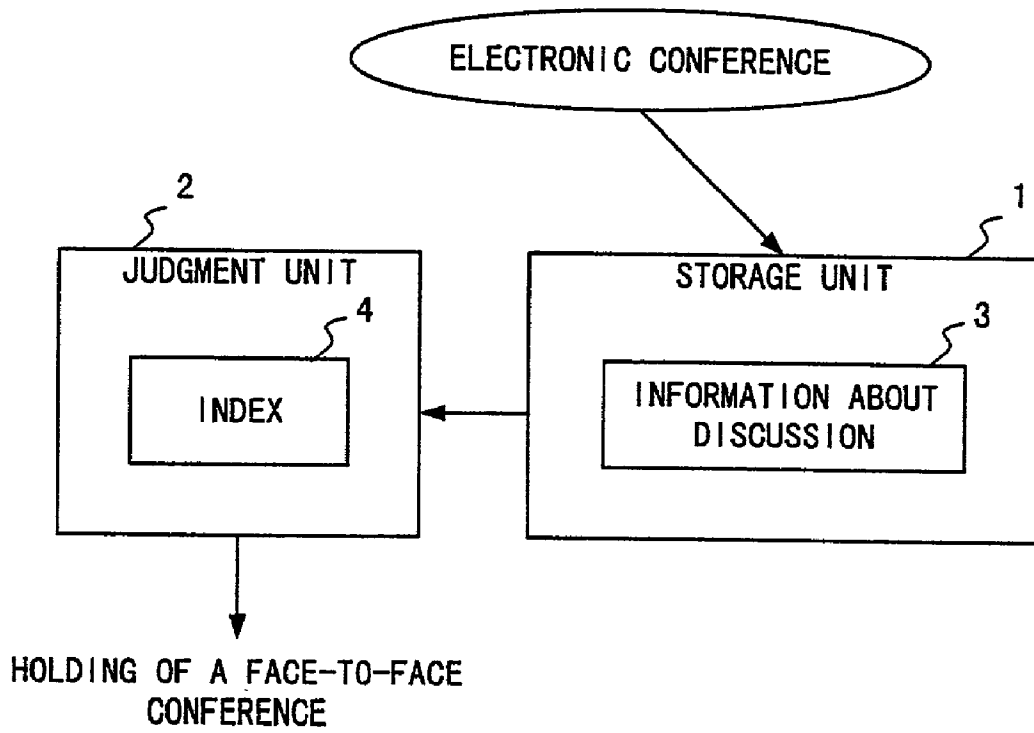 ELECTRONIC CONFERENCE
2
1
JUDGMENT UNIT
STORAGE UNIT
4
3
INDEX
INFORMATION ABOUT
DISCUSSION
HOLDING OF A FACE-TO-FACE
CONFERENCE